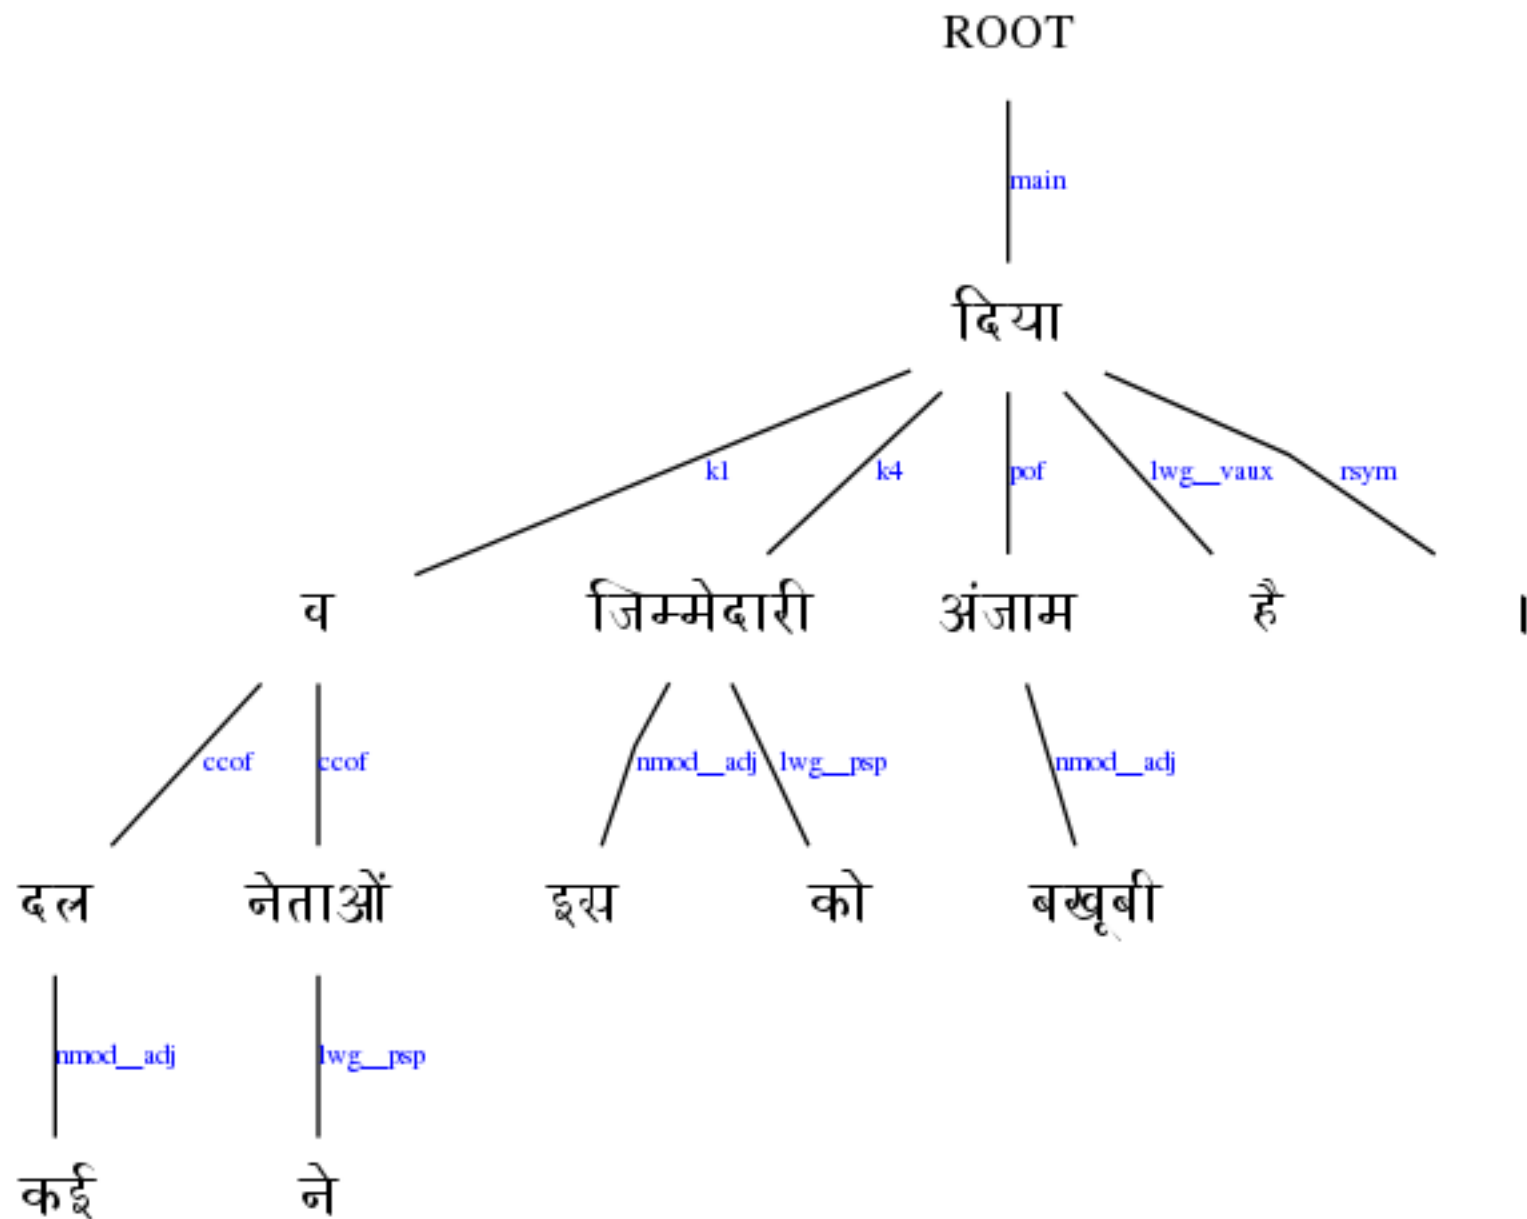 ROOT
main
दिया
k1 k4 pof lwg__vaux rsym
व जिम्मेदारी अंजाम है ।
ccof ccof nmod__adj lwg__psp nmod__adj
दल नेताओं इस को बखूबी
nmod__adj lwg__psp
कई ने